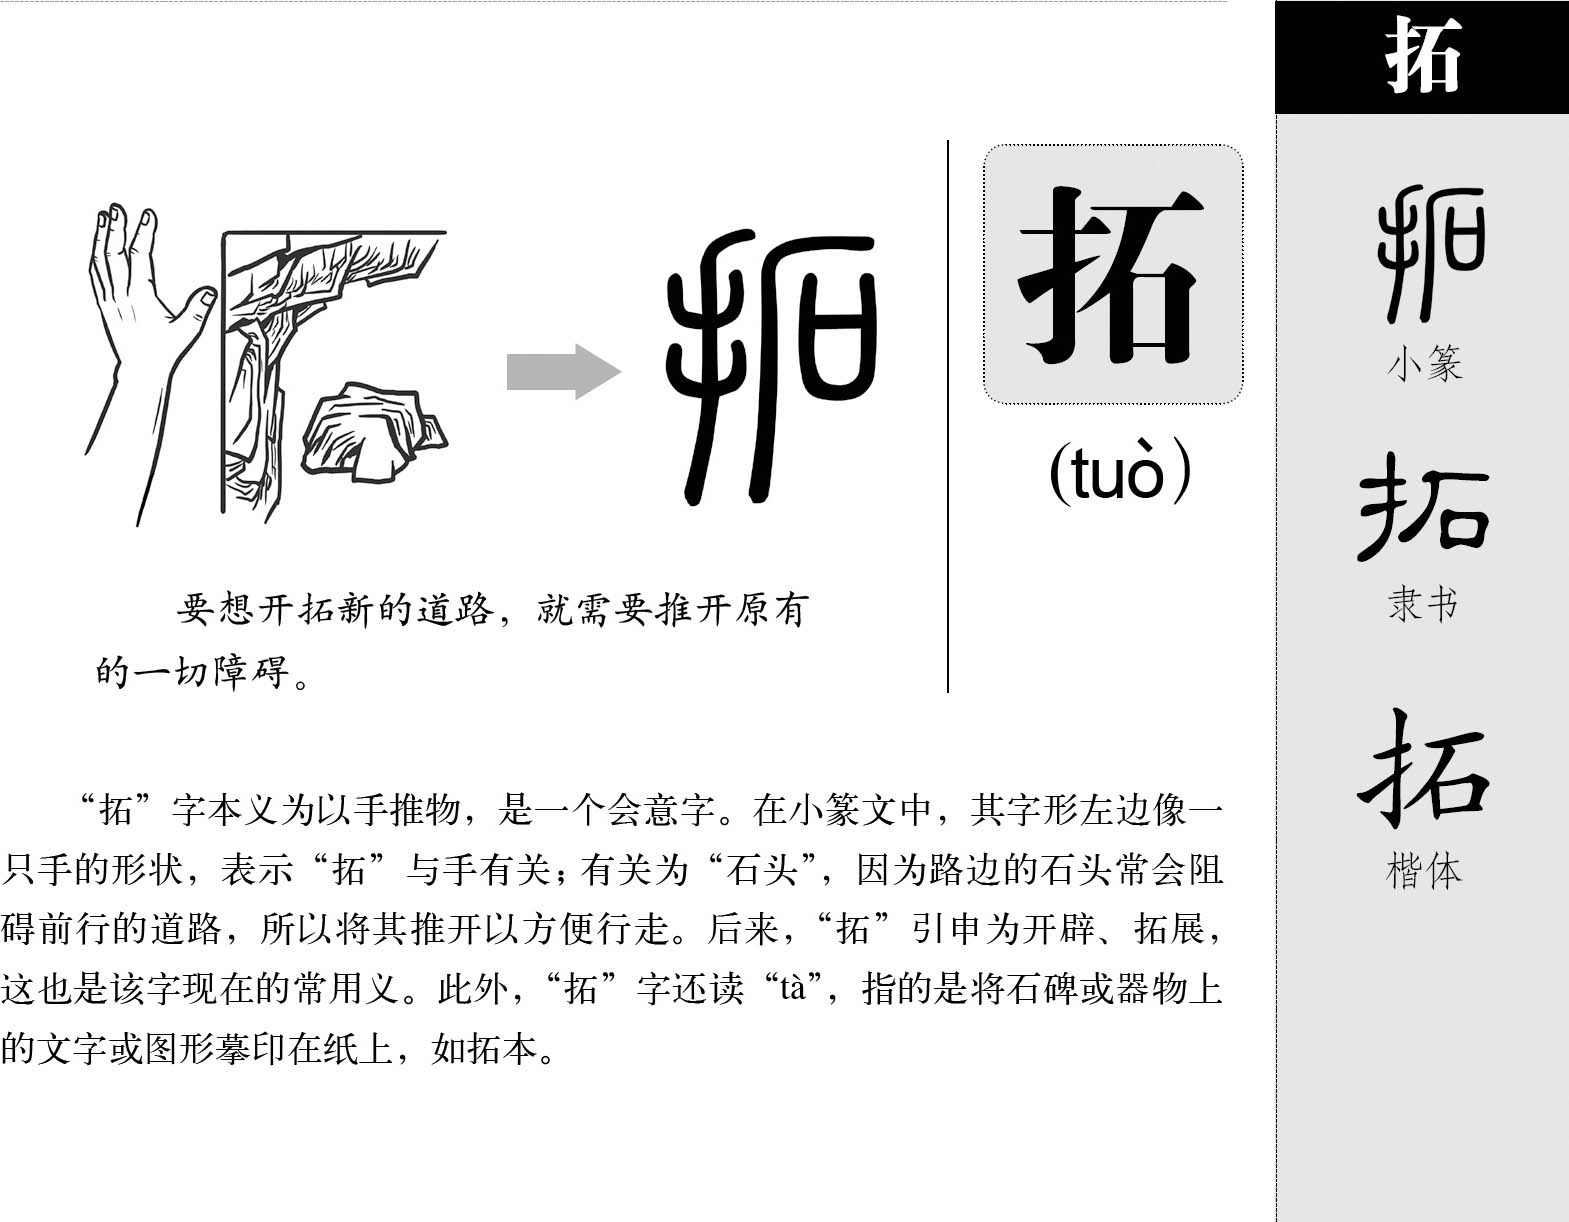 拓
拓
拓
(tuò)
要想开拓新的道路，就需要推开原有
的一切障碍。
“拓”字本义为以手推物，是一个会意字。在小篆文中，其字形左边像一
只手的形状，表示“拓”与手有关；有关为“石头”，因为路边的石头常会阻
碍前行的道路，所以将其推开以方便行走。后来，“拓”引申为开辟、拓展，
这也是该字现在的常用义。此外，“拓”字还读“tà”，指的是将石碑或器物上
的文字或图形摹印在纸上，如拓本。
拓
小篆
拓
隶书
拓
楷体